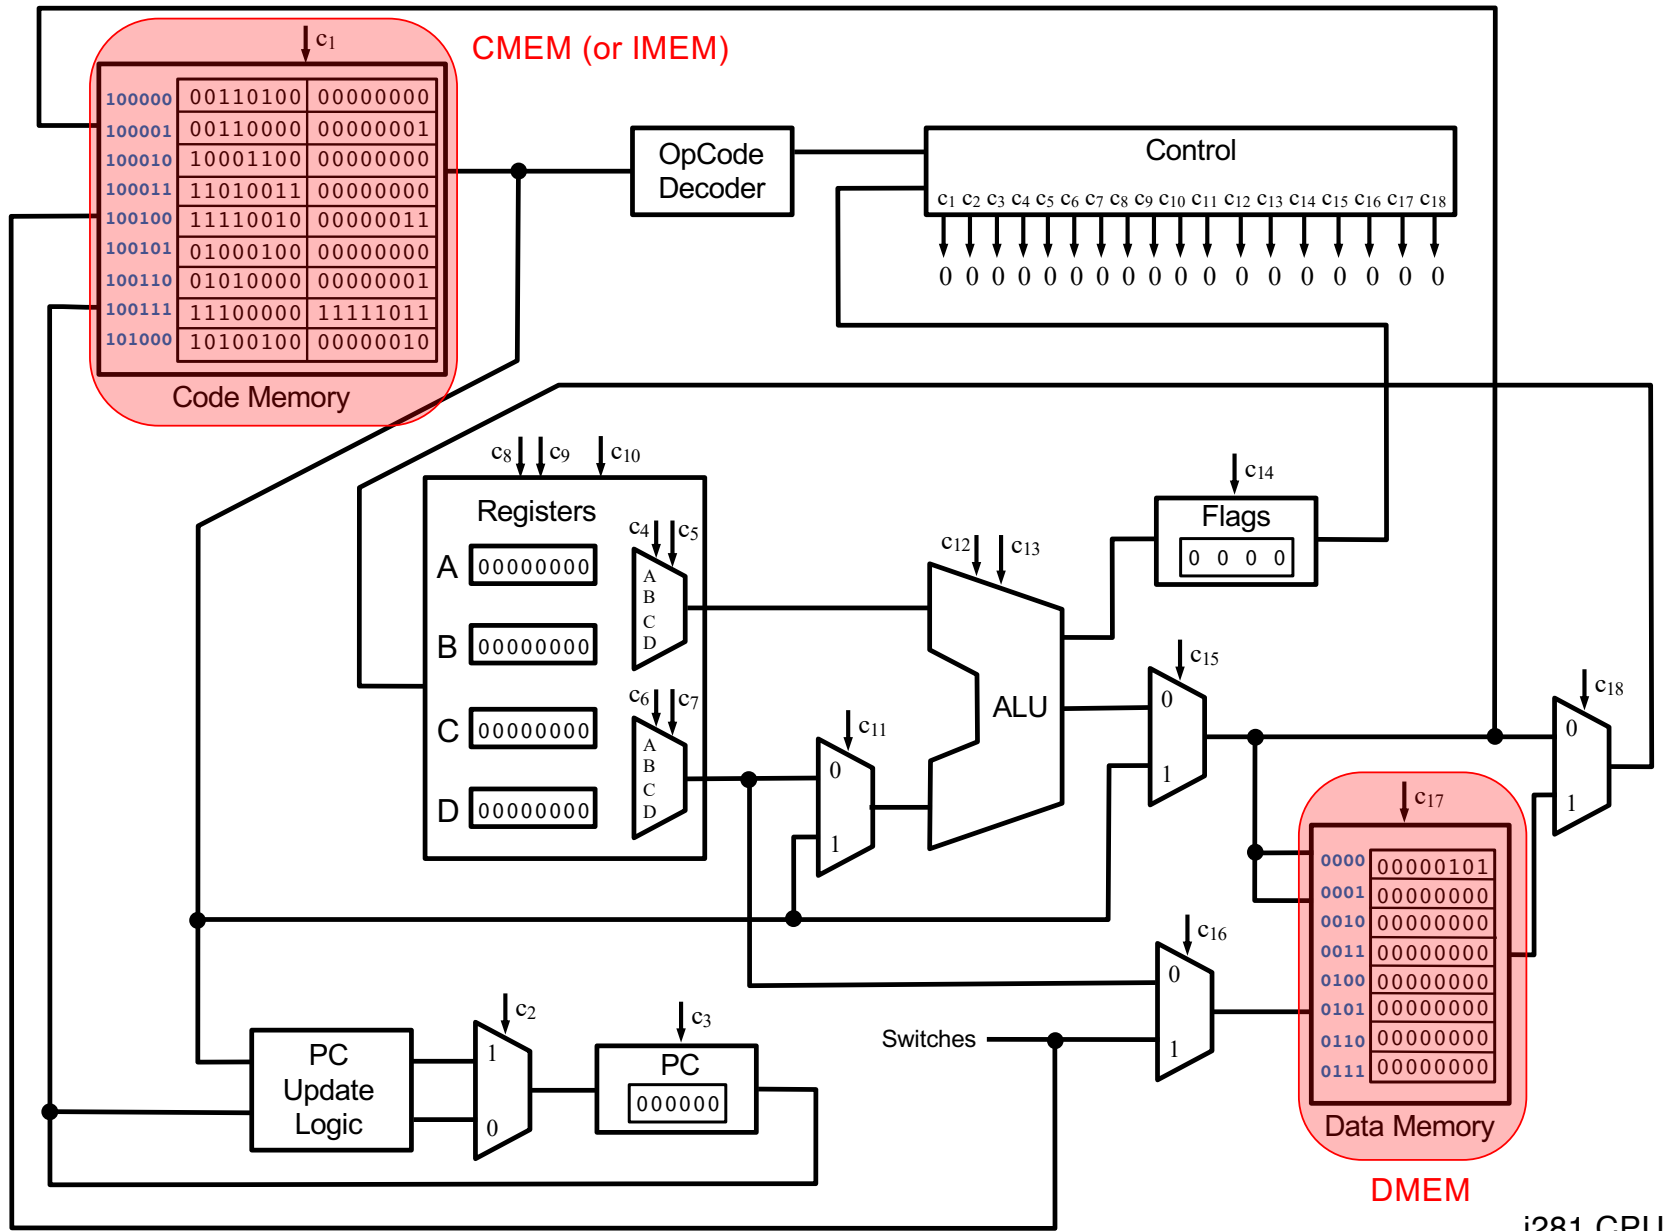 c1
CMEM (or IMEM)
100000 00110100 00000000
100001 00110000 00000001
100010 10001100 00000000
100011 11010011 00000000
100100 11110010 00000011
100101 01000100 00000000
100110 01010000 00000001
100111 11100000 11111011
101000 10100100 00000010
Code Memory
OpCode
Decoder
Control
c1 c2 c3 c4 c5 c6 c7 c8 c9 c10 c11 c12 c13 c14 c15 c16 c17 c18
0 0 0 0 0 0 0 0 0 0 0 0 0 0 0 0 0 0
c8 c9 c10
Registers
c4 c5
A 00000000
B 00000000
C 00000000
D 00000000
A
B
C
D
c6 c7
A
B
C
D
c11
0
1
c12 c13
ALU
c14
Flags
0 0 0 0
c15
0
1
c18
0
1
c17
0000 00000101
0001 00000000
0010 00000000
0011 00000000
0100 00000000
0101 00000000
0110 00000000
0111 00000000
Data Memory
DMEM
c16
0
1
Switches
PC
Update
Logic
c2
1
0
c3
PC
000000
i281 CPU